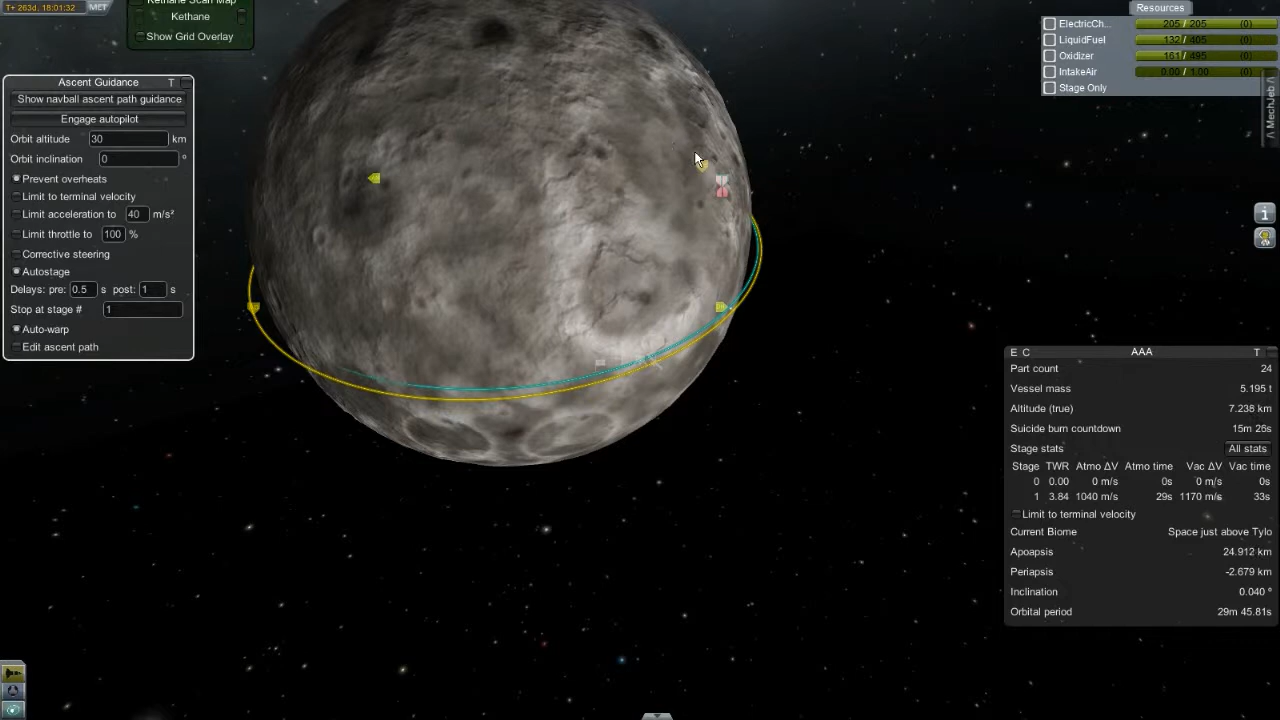 T+ 263d, 18:01:32 MET
Kethane Scan Map
Kethane
Show Grid Overlay
Resources
ElectricCh... 205 / 205 (0)
LiquidFuel 132 / 405 (0)
Oxidizer 161 / 495 (0)
IntakeAir 0.00 / 1.00 (0)
Stage Only
MechJeb
Ascent Guidance T
Show navball ascent path guidance
Engage autopilot
Orbit altitude 30 km
Orbit inclination 0 º
Prevent overheats
Limit to terminal velocity
Limit acceleration to 40 m/s²
Limit throttle to 100 %
Corrective steering
Autostage
Delays: pre: 0.5 s post: 1 s
Stop at stage # 1
Auto-warp
Edit ascent path
E C AAA T
Part count 24
Vessel mass 5.195 t
Altitude (true) 7.238 km
Suicide burn countdown 15m 26s
Stage stats All stats
Stage TWR Atmo ΔV Atmo time Vac ΔV Vac time
0 0.00 0 m/s 0s 0 m/s 0s
1 3.84 1040 m/s 29s 1170 m/s 33s
Limit to terminal velocity
Current Biome Space just above Tylo
Apoapsis 24.912 km
Periapsis -2.679 km
Inclination 0.040 º
Orbital period 29m 45.81s